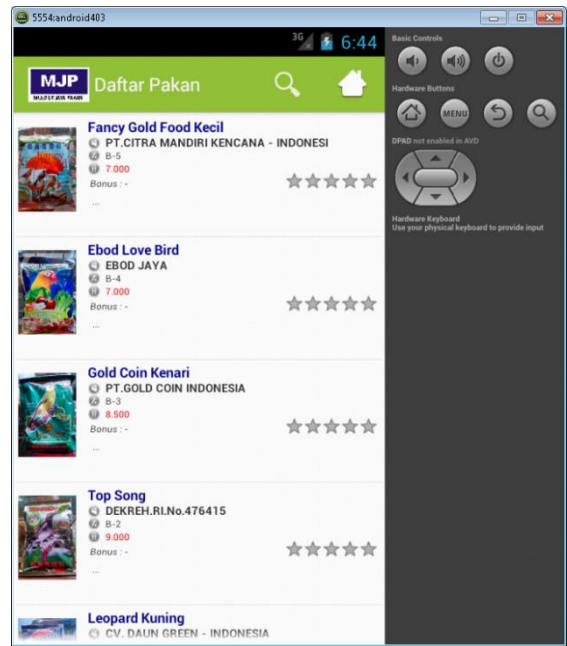 5554:android403
3G 6:44
MJP
Daftar Pakan
Fancy Gold Food Kecil
PT.CITRA MANDIRI KENCANA - INDONESI
B-5
7.000
Bonus : -
...
Ebod Love Bird
EBOD JAYA
B-4
7.000
Bonus : -
...
Gold Coin Kenari
PT.GOLD COIN INDONESIA
B-3
8.500
Bonus : -
...
Top Song
DEKREH.RI.No.476415
B-2
9.000
Bonus : -
...
Leopard Kuning
CV. DAUN GREEN - INDONESIA
Basic Controls
Hardware Buttons
MENU
DPAD not enabled in AVD
Hardware Keyboard
Use your physical keyboard to provide input